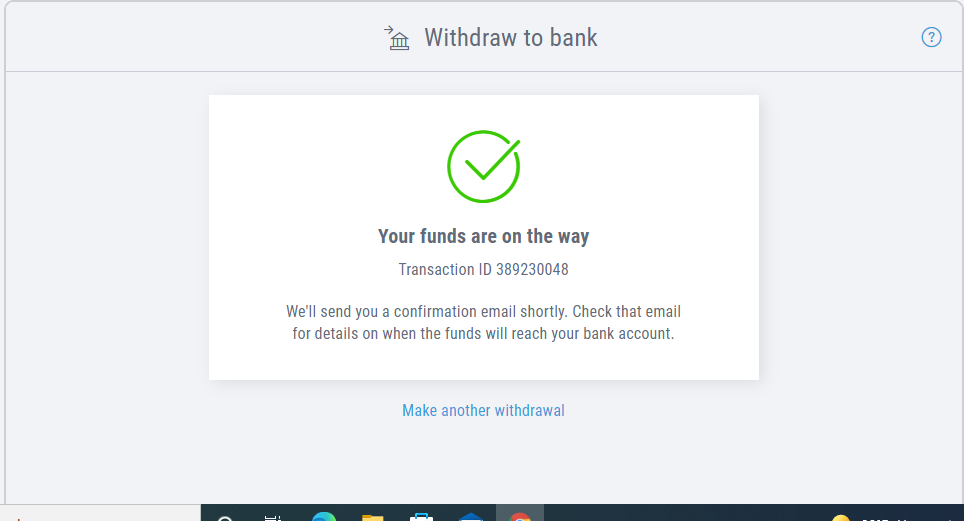 Withdraw to bank
?
Your funds are on the way
Transaction ID 389230048
We'll send you a confirmation email shortly. Check that email
for details on when the funds will reach your bank account.
Make another withdrawal